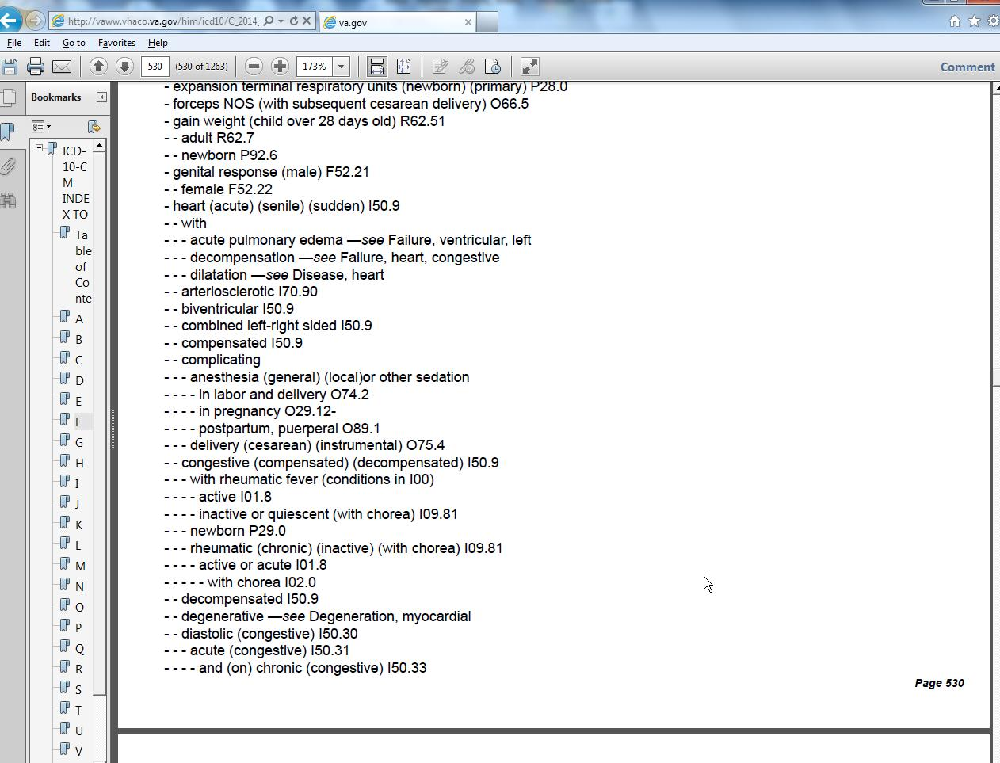 http://vaww.vhaco.va.gov/him/icd10/C_2014_
va.gov
File Edit Go to Favorites Help
530 (530 of 1263) 173% Comment
Bookmarks
ICD-
10-C
M
INDE
X TO
Ta
ble
of
Co
nte
A
B
C
D
E
F
G
H
I
J
K
L
M
N
O
P
Q
R
S
T
U
V
- expansion terminal respiratory units (newborn) (primary) P28.0
- forceps NOS (with subsequent cesarean delivery) O66.5
- gain weight (child over 28 days old) R62.51
- - adult R62.7
- - newborn P92.6
- genital response (male) F52.21
- - female F52.22
- heart (acute) (senile) (sudden) I50.9
- - with
- - - acute pulmonary edema —see Failure, ventricular, left
- - - decompensation —see Failure, heart, congestive
- - - dilatation —see Disease, heart
- - arteriosclerotic I70.90
- - biventricular I50.9
- - combined left-right sided I50.9
- - compensated I50.9
- - complicating
- - - anesthesia (general) (local)or other sedation
- - - - in labor and delivery O74.2
- - - - in pregnancy O29.12-
- - - - postpartum, puerperal O89.1
- - - delivery (cesarean) (instrumental) O75.4
- - congestive (compensated) (decompensated) I50.9
- - - with rheumatic fever (conditions in I00)
- - - - active I01.8
- - - - inactive or quiescent (with chorea) I09.81
- - - newborn P29.0
- - - rheumatic (chronic) (inactive) (with chorea) I09.81
- - - - active or acute I01.8
- - - - - with chorea I02.0
- - decompensated I50.9
- - degenerative —see Degeneration, myocardial
- - diastolic (congestive) I50.30
- - - acute (congestive) I50.31
- - - - and (on) chronic (congestive) I50.33
Page 530